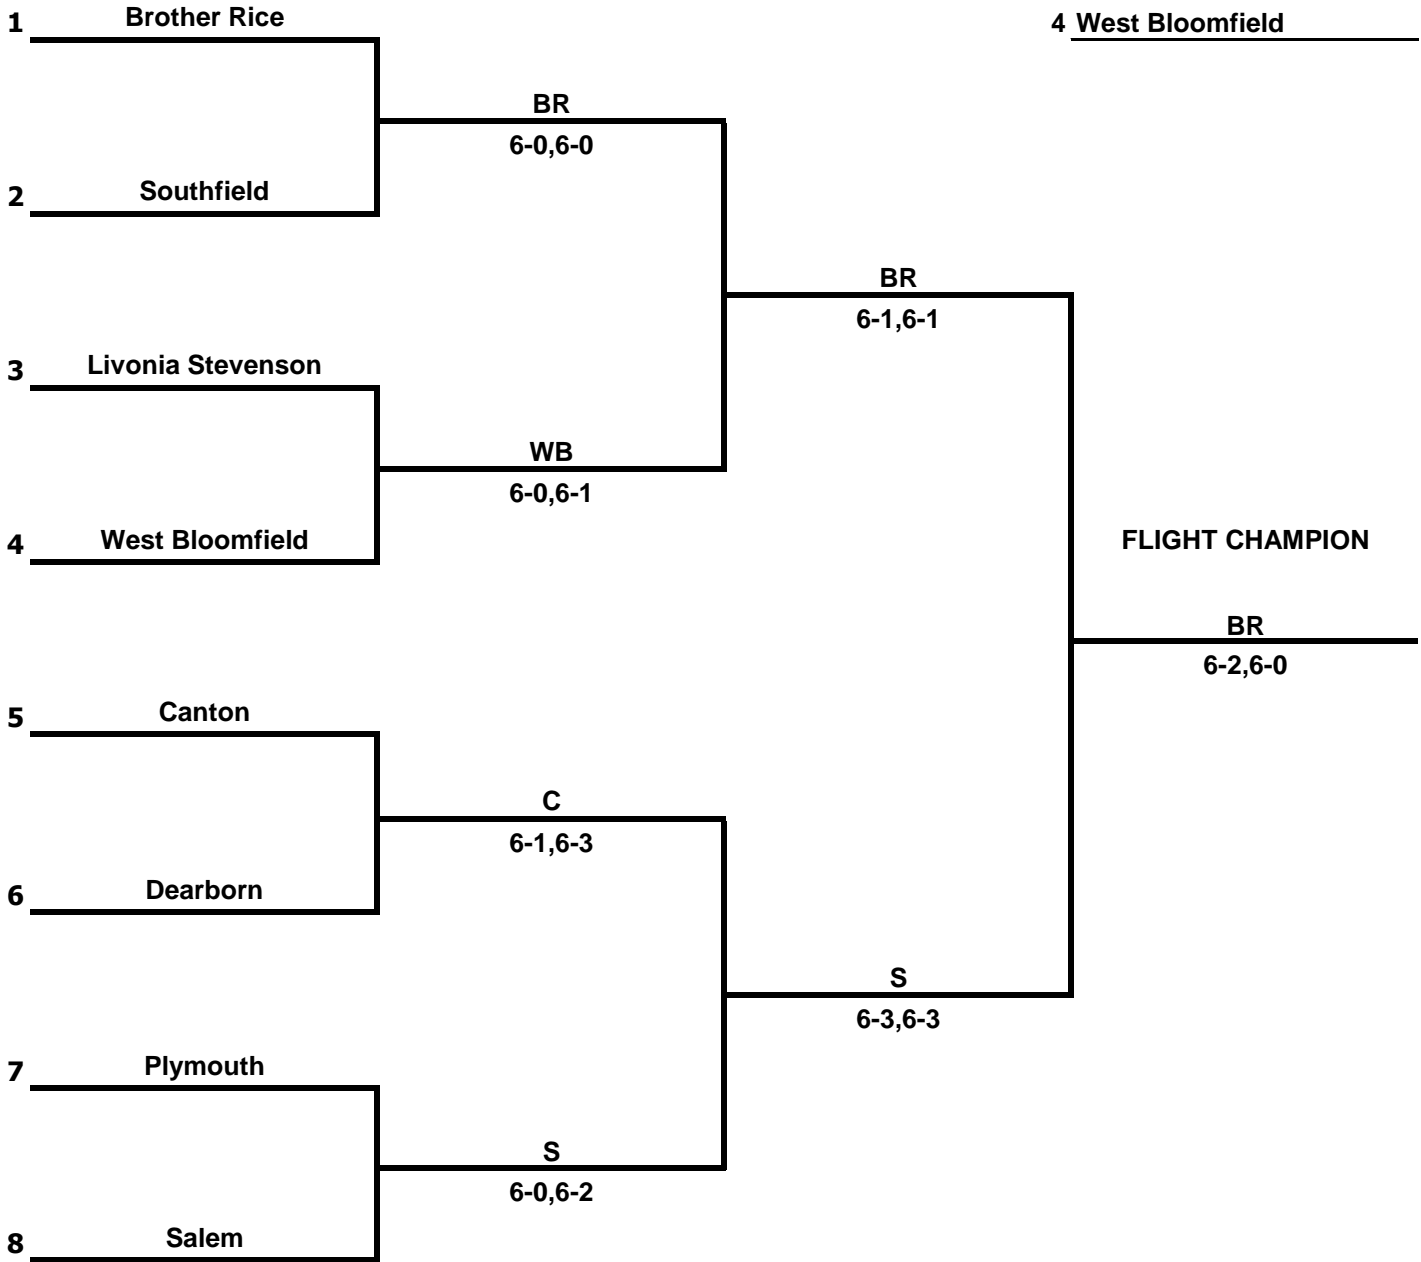 1 Brother Rice
4 West Bloomfield
BR
6-0,6-0
2 Southfield
BR
6-1,6-1
3 Livonia Stevenson
WB
6-0,6-1
4 West Bloomfield
FLIGHT CHAMPION
BR
6-2,6-0
5 Canton
C
6-1,6-3
6 Dearborn
S
6-3,6-3
7 Plymouth
S
6-0,6-2
8 Salem